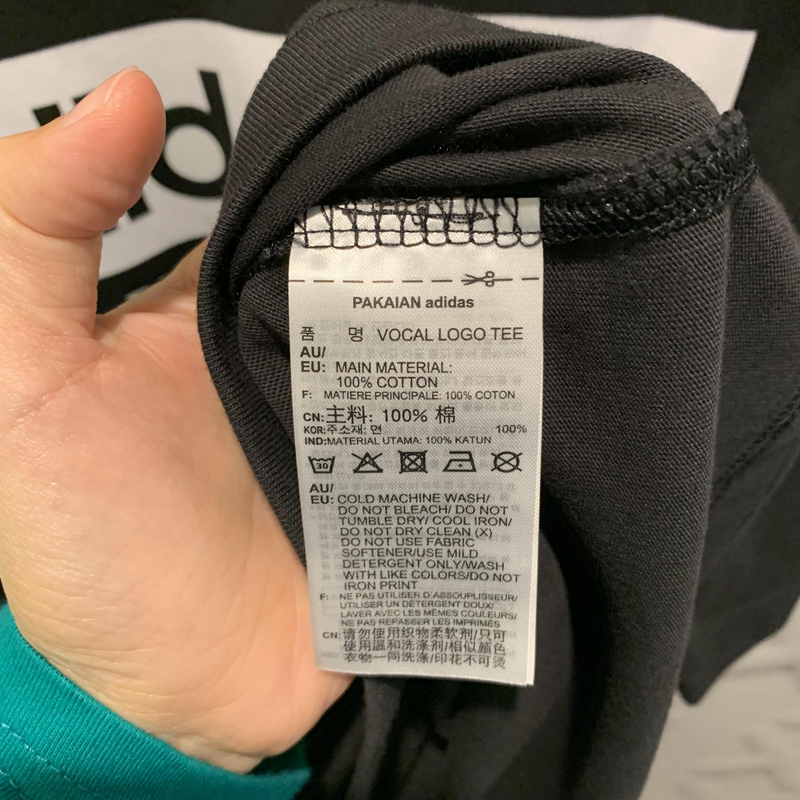 did
PAKAIAN adidas
품 명 VOCAL LOGO TEE
AU/
EU: MAIN MATERIAL:
100% COTTON
F: MATIERE PRINCIPALE: 100% COTON
CN:主料: 100% 棉
KOR:주소재: 면 100%
IND:MATERIAL UTAMA: 100% KATUN
30
AU/
EU: COLD MACHINE WASH/
DO NOT BLEACH/ DO NOT
TUMBLE DRY/ COOL IRON/
DO NOT DRY CLEAN (X)
DO NOT USE FABRIC
SOFTENER/USE MILD
DETERGENT ONLY/WASH
WITH LIKE COLORS/DO NOT
IRON PRINT
F: NE PAS UTILISER D'ASSOUPLISSEUR/
UTILISER UN DÉTERGENT DOUX/
LAVER AVEC LES MÊMES COULEURS/
NE PAS REPASSER LES IMPRIMÉS
CN:请勿使用织物柔软剂/只可
使用温和洗涤剂/相似颜色
衣物一同洗涤/印花不可烫